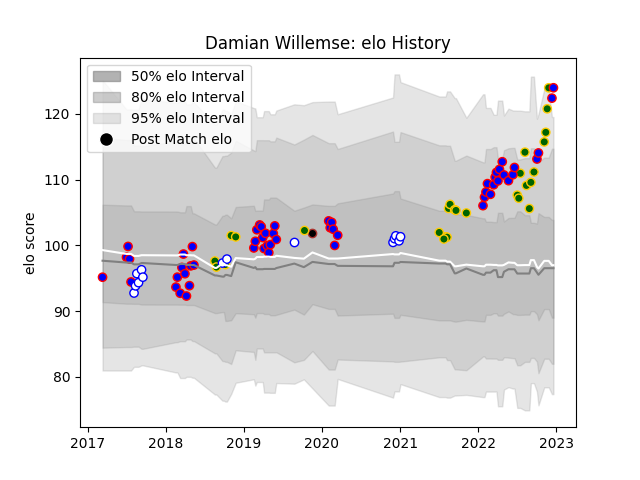 Damian Willemse: elo History
50% elo Interval
80% elo Interval
95% elo Interval
Post Match elo
elo score
120
110
100
90
80
2017 2018 2019 2020 2021 2022 2023